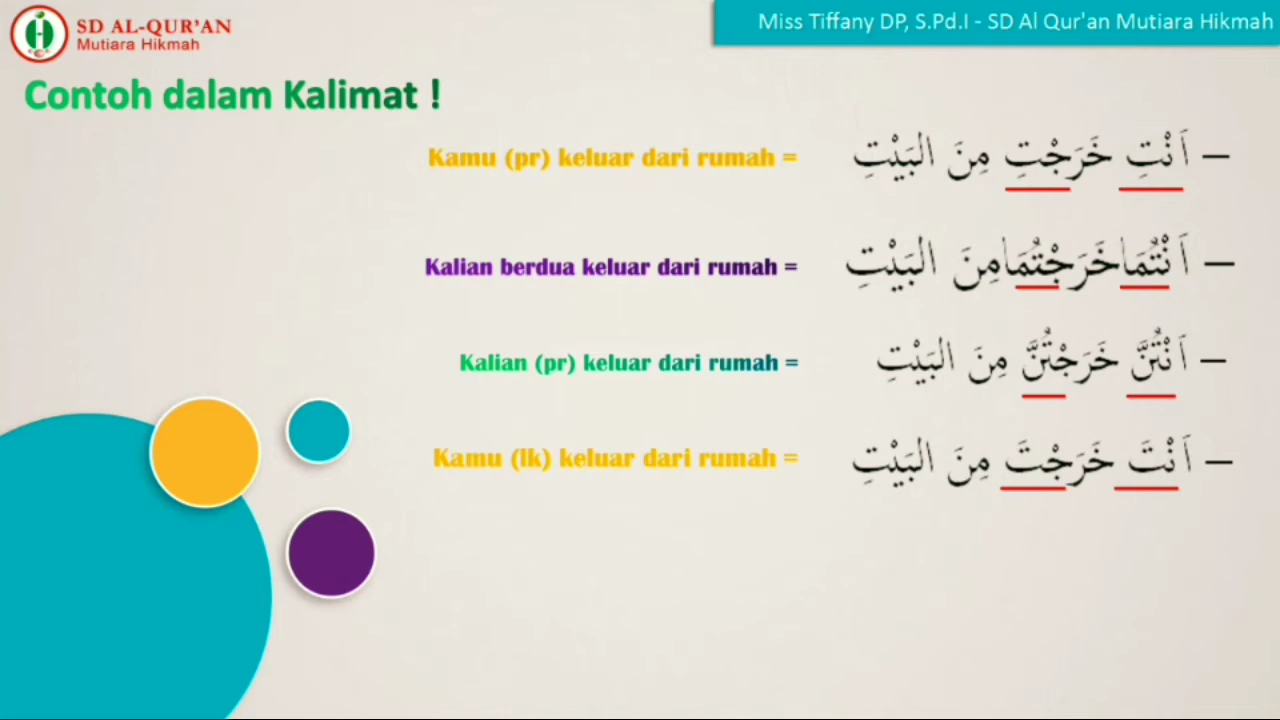 SD AL-QUR'AN
Mutiara Hikmah
Miss Tiffany DP, S.Pd.I - SD Al Qur'an Mutiara Hikmah
Contoh dalam Kalimat !
Kamu (pr) keluar dari rumah = اَنْتِ خَرَجْتِ مِنَ البَيْتِ –
Kalian berdua keluar dari rumah = اَنْتُمَاخَرَجْتُمَامِنَ البَيْتِ –
Kalian (pr) keluar dari rumah = اَنْتُنَّ خَرَجْتُنَّ مِنَ البَيْتِ –
Kamu (lk) keluar dari rumah = اَنْتَ خَرَجْتَ مِنَ البَيْتِ –